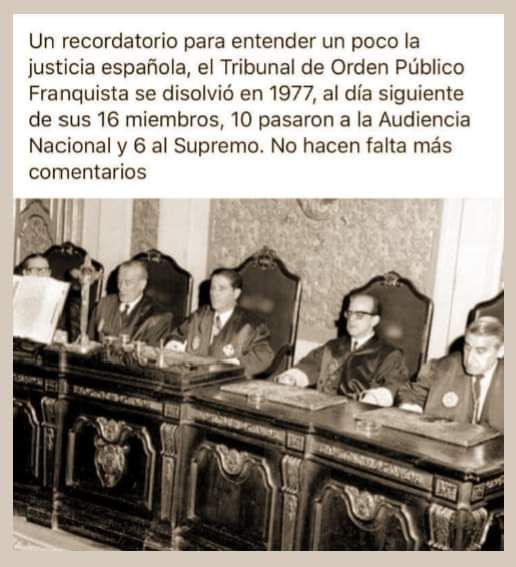 Un recordatorio para entender un poco la
justicia española, el Tribunal de Orden Público
Franquista se disolvió en 1977, al día siguiente
de sus 16 miembros, 10 pasaron a la Audiencia
Nacional y 6 al Supremo. No hacen falta más
comentarios